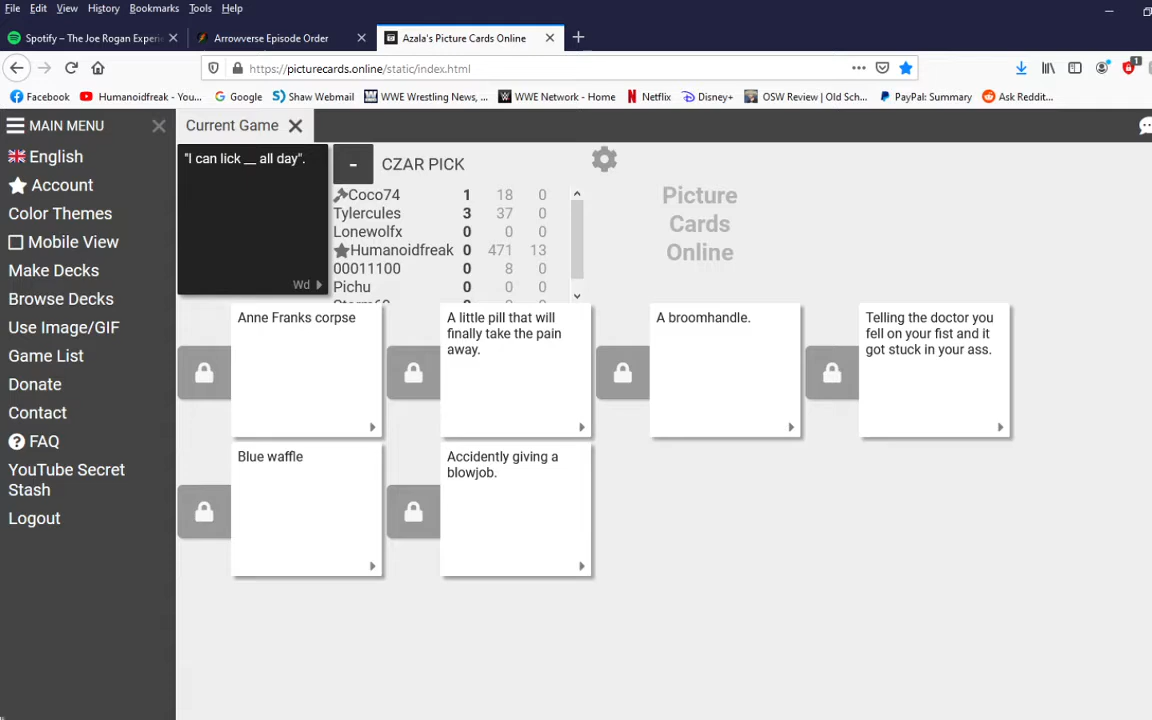 File Edit View History Bookmarks Tools Help
Spotify – The Joe Rogan Experi
Arrowverse Episode Order
Azala's Picture Cards Online
https://picturecards.online/static/index.html
Facebook
Humanoidfreak - You...
Google
Shaw Webmail
WWE Wrestling News, ...
WWE Network - Home
Netflix
Disney+
OSW Review | Old Sch...
PayPal: Summary
Ask Reddit...
1
MAIN MENU
English
Account
Color Themes
Mobile View
Make Decks
Browse Decks
Use Image/GIF
Game List
Donate
Contact
FAQ
YouTube Secret
Stash
Logout
Current Game
"I can lick __ all day".
Wd
-
CZAR PICK
Coco74 1 18 0
Tylercules 3 37 0
Lonewolfx 0 0 0
Humanoidfreak 0 471 13
00011100 0 8 0
Pichu 0 0 0
Picture
Cards
Online
Anne Franks corpse
A little pill that will
finally take the pain
away.
A broomhandle.
Telling the doctor you
fell on your fist and it
got stuck in your ass.
Blue waffle
Accidently giving a
blowjob.